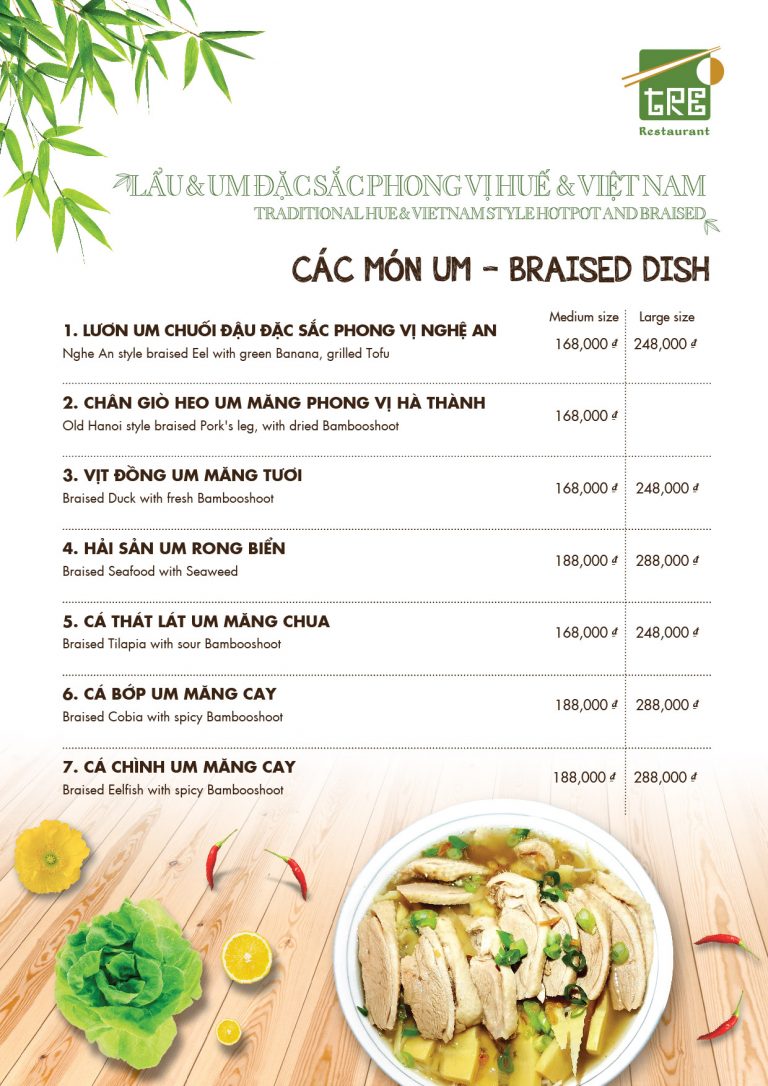 tRE
Restaurant
LẨU & UM ĐẶC SẮC PHONG VỊ HUẾ & VIỆT NAM
TRADITIONAL HUE & VIETNAM STYLE HOTPOT AND BRAISED
CÁC MÓN UM - BRAISED DISH
Medium size Large size
1. LƯƠN UM CHUỐI ĐẬU ĐẶC SẮC PHONG VỊ NGHỆ AN
Nghe An style braised Eel with green Banana, grilled Tofu
168,000 ₫ 248,000 ₫
2. CHÂN GIÒ HEO UM MĂNG PHONG VỊ HÀ THÀNH
Old Hanoi style braised Pork's leg, with dried Bambooshoot
168,000 ₫
3. VỊT ĐỒNG UM MĂNG TƯƠI
Braised Duck with fresh Bambooshoot
168,000 ₫ 248,000 ₫
4. HẢI SẢN UM RONG BIỂN
Braised Seafood with Seaweed
188,000 ₫ 288,000 ₫
5. CÁ THÁT LÁT UM MĂNG CHUA
Braised Tilapia with sour Bambooshoot
168,000 ₫ 248,000 ₫
6. CÁ BỚP UM MĂNG CAY
Braised Cobia with spicy Bambooshoot
188,000 ₫ 288,000 ₫
7. CÁ CHÌNH UM MĂNG CAY
Braised Eelfish with spicy Bambooshoot
188,000 ₫ 288,000 ₫